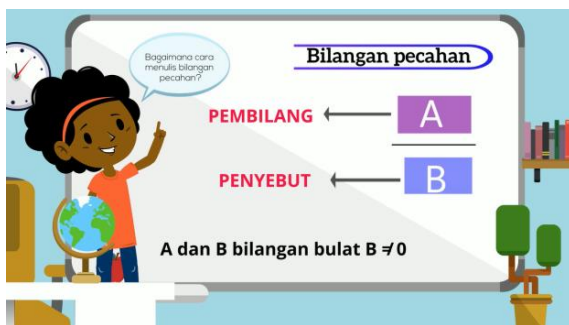 Bagaimana cara
menulis bilangan
pecahan?
Bilangan pecahan
PEMBILANG
A
PENYEBUT
B
A dan B bilangan bulat B ≠ 0